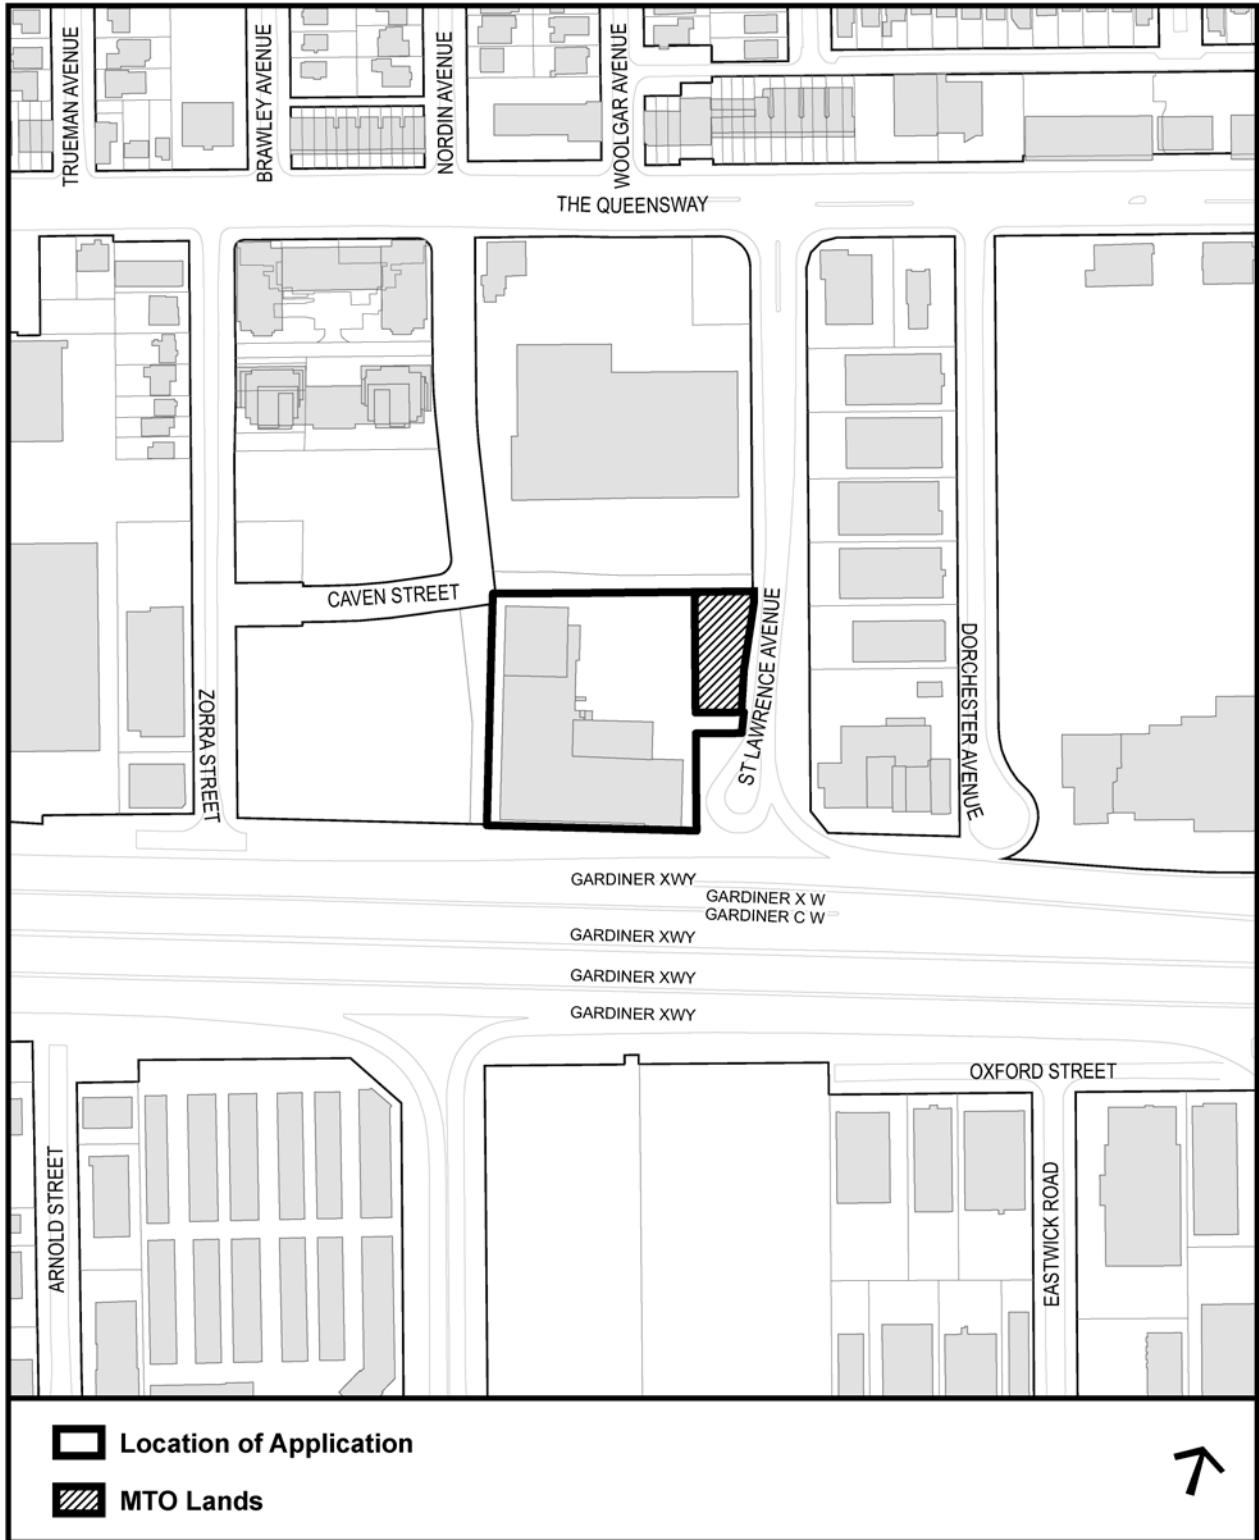 TRUEMAN AVENUE
BRAWLEY AVENUE
NORDIN AVENUE
WOOLGAR AVENUE
THE QUEENSWAY
CAVEN STREET
ZORRA STREET
ST LAWRENCE AVENUE
DORCHESTER AVENUE
GARDINER XWY
GARDINER X W
GARDINER C W
GARDINER XWY
GARDINER XWY
GARDINER XWY
OXFORD STREET
ARNOLD STREET
EASTWICK ROAD
Location of Application
MTO Lands